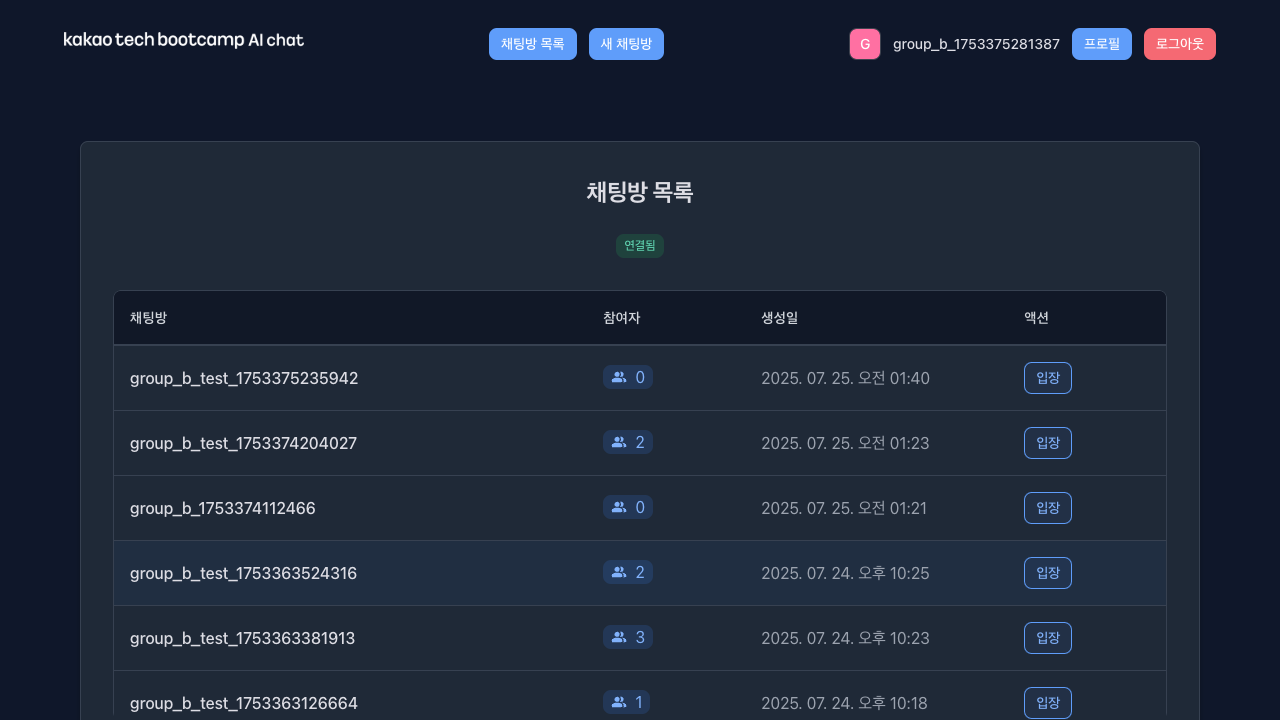 kakao tech bootcamp AI chat
채팅방 목록
새 채팅방
G
group_b_1753375281387
프로필
로그아웃
채팅방 목록
연결됨
채팅방 참여자 생성일 액션
group_b_test_1753375235942 0 2025. 07. 25. 오전 01:40 입장
group_b_test_1753374204027 2 2025. 07. 25. 오전 01:23 입장
group_b_1753374112466 0 2025. 07. 25. 오전 01:21 입장
group_b_test_1753363524316 2 2025. 07. 24. 오후 10:25 입장
group_b_test_1753363381913 3 2025. 07. 24. 오후 10:23 입장
group_b_test_1753363126664 1 2025. 07. 24. 오후 10:18 입장